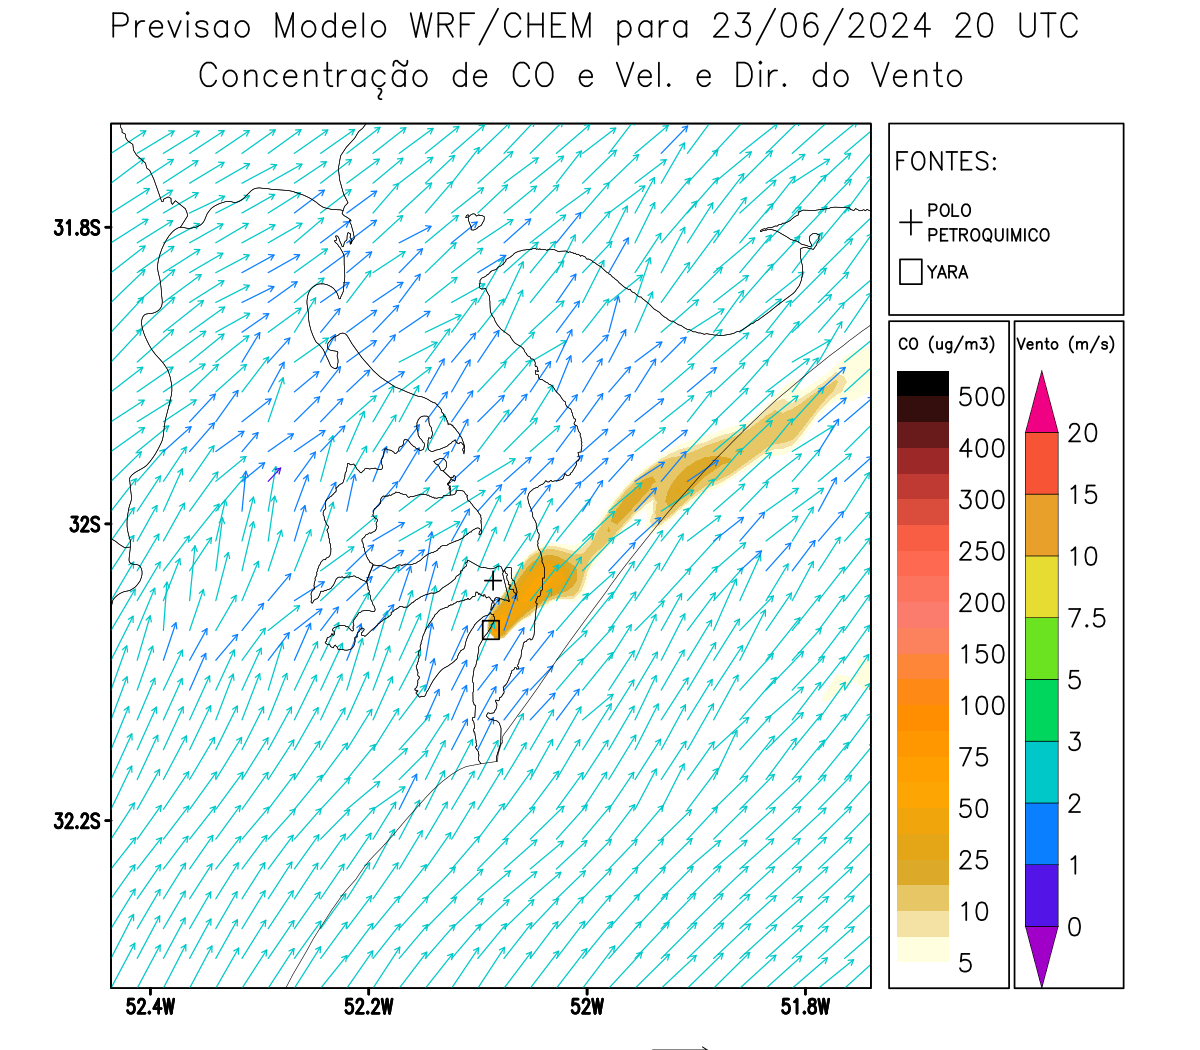 Previsao Modelo WRF/CHEM para 23/06/2024 20 UTC
Concentração de CO e Vel. e Dir. do Vento
FONTES:
POLO
PETROQUIMICO
YARA
CO (ug/m3)
500
400
300
250
200
150
100
75
50
25
10
5
Vento (m/s)
20
15
10
7.5
5
3
2
1
0
31.8S
32S
32.2S
52.4W
52.2W
52W
51.8W